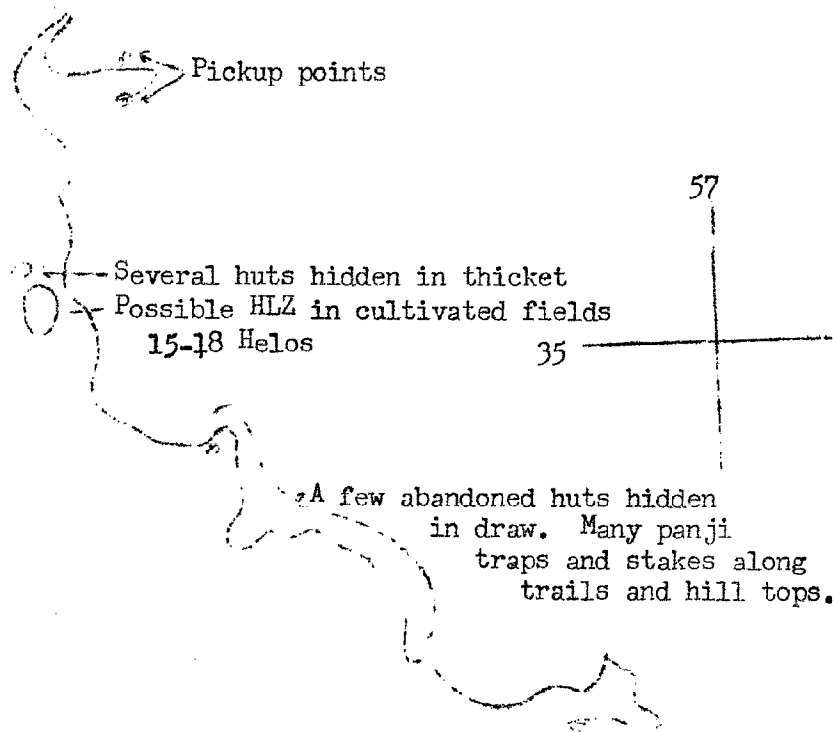 Pickup points
57
Several huts hidden in thicket
Possible HLZ in cultivated fields
15-18 Helos
35
A few abandoned huts hidden
in draw. Many panji
traps and stakes along
trails and hill tops.